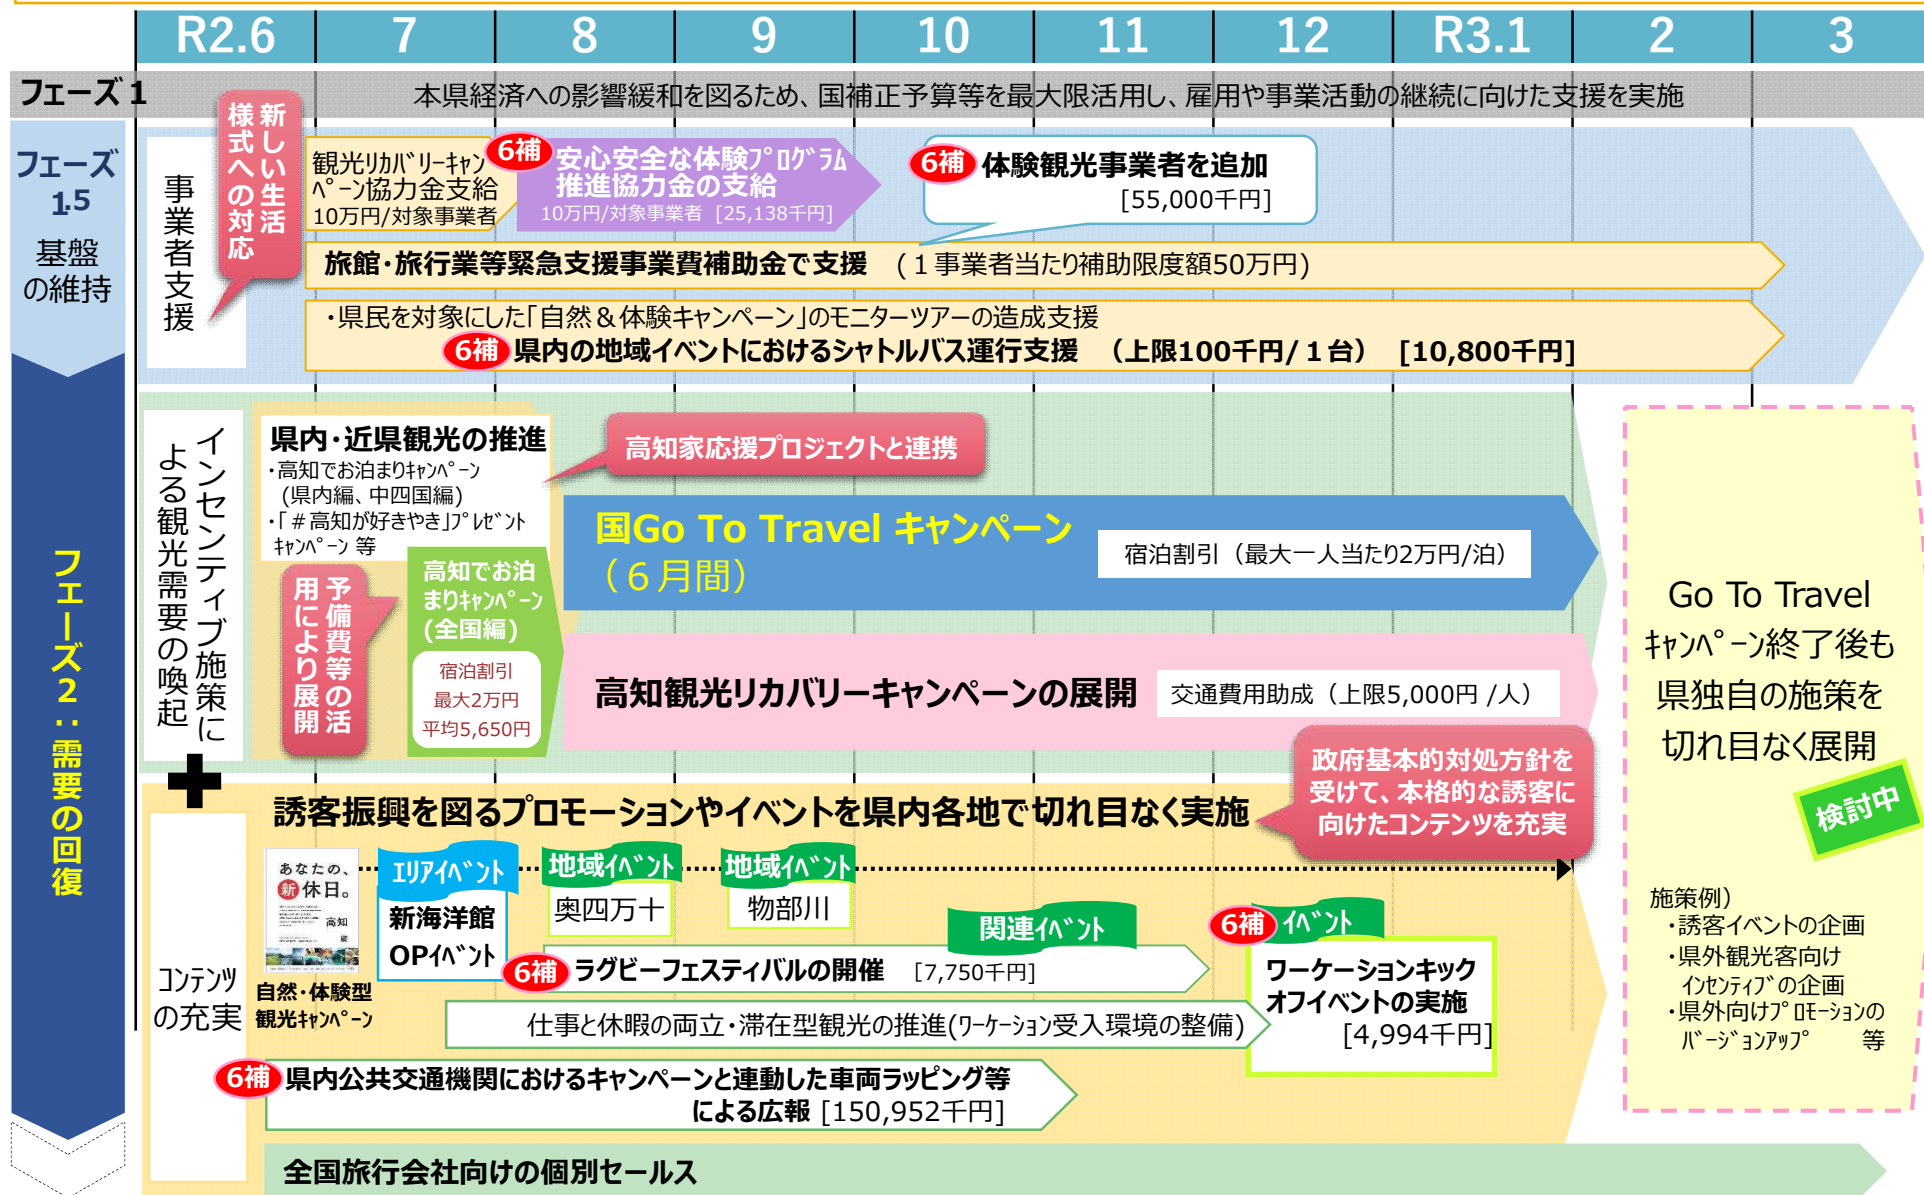 R2.6 7 8 9 10 11 12 R3.1 2 3
フェーズ1
本県経済への影響緩和を図るため、国補正予算等を最大限活用し、雇用や事業活動の継続に向けた支援を実施
フェーズ
1.5
基盤
の維持
事業者支援
新しい生活
様式への対応
観光リカバリーキャン
ペーン協力金支給
10万円/対象事業者
6補
安心安全な体験プログラム
推進協力金の支給
10万円/対象事業者 [25,138千円]
6補 体験観光事業者を追加
[55,000千円]
旅館・旅行業等緊急支援事業費補助金で支援 (1事業者当たり補助限度額50万円)
・県民を対象にした「自然&体験キャンペーン」のモニターツアーの造成支援
6補 県内の地域イベントにおけるシャトルバス運行支援 (上限100千円/1台) [10,800千円]
フェーズ2:需要の回復
インセンティブ施策に
よる観光需要の喚起
県内・近県観光の推進
・高知でお泊まりキャンペーン
(県内編、中四国編)
・「#高知が好きやき」プレゼント
キャンペーン 等
高知家応援プロジェクトと連携
予備費等の活
用により展開
高知でお泊
まりキャンペーン
(全国編)
宿泊割引
最大2万円
平均5,650円
国Go To Travel キャンペーン
(6月間)
宿泊割引(最大一人当たり2万円/泊)
高知観光リカバリーキャンペーンの展開
交通費用助成(上限5,000円 /人)
Go To Travel
キャンペーン終了後も
県独自の施策を
切れ目なく展開
検討中
施策例)
・誘客イベントの企画
・県外観光客向け
インセンティブの企画
・県外向けプロモーションの
バージョンアップ 等
誘客振興を図るプロモーションやイベントを県内各地で切れ目なく実施
政府基本的対処方針を
受けて、本格的な誘客に
向けたコンテンツを充実
コンテンツ
の充実
あなたの、
新休日。
高知
自然・体験型
観光キャンペーン
エリアイベント
新海洋館
OPイベント
地域イベント
奥四万十
地域イベント
物部川
関連イベント
6補 ラグビーフェスティバルの開催 [7,750千円]
6補 イベント
ワーケーションキック
オフイベントの実施
[4,994千円]
仕事と休暇の両立・滞在型観光の推進(ワーケーション受入環境の整備)
6補 県内公共交通機関におけるキャンペーンと連動した車両ラッピング等
による広報 [150,952千円]
全国旅行会社向けの個別セールス